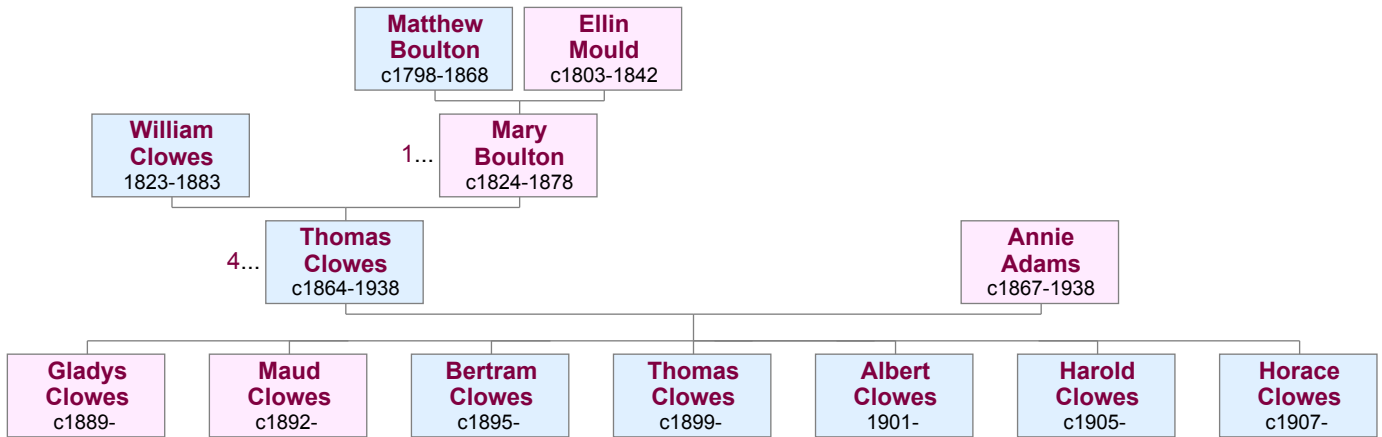 Matthew
Boulton
c1798-1868
Ellin
Mould
c1803-1842
William
Clowes
1823-1883
1...
Mary
Boulton
c1824-1878
4...
Thomas
Clowes
c1864-1938
Annie
Adams
c1867-1938
Gladys
Clowes
c1889-
Maud
Clowes
c1892-
Bertram
Clowes
c1895-
Thomas
Clowes
c1899-
Albert
Clowes
1901-
Harold
Clowes
c1905-
Horace
Clowes
c1907-